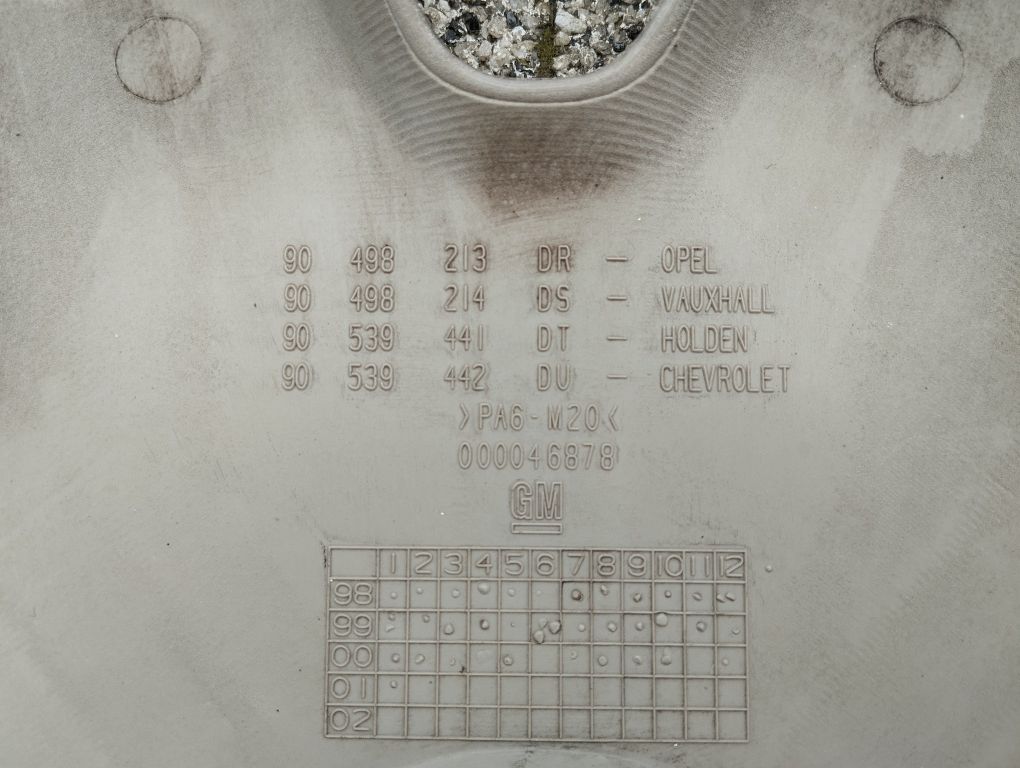 90 498 213 DR - OPEL
90 498 214 DS - VAUXHALL
90 539 441 DT - HOLDEN
90 539 442 DU - CHEVROLET
>PA6-M20<
000046878
GM
1 2 3 4 5 6 7 8 9 10 11 12
98
99
00
01
02